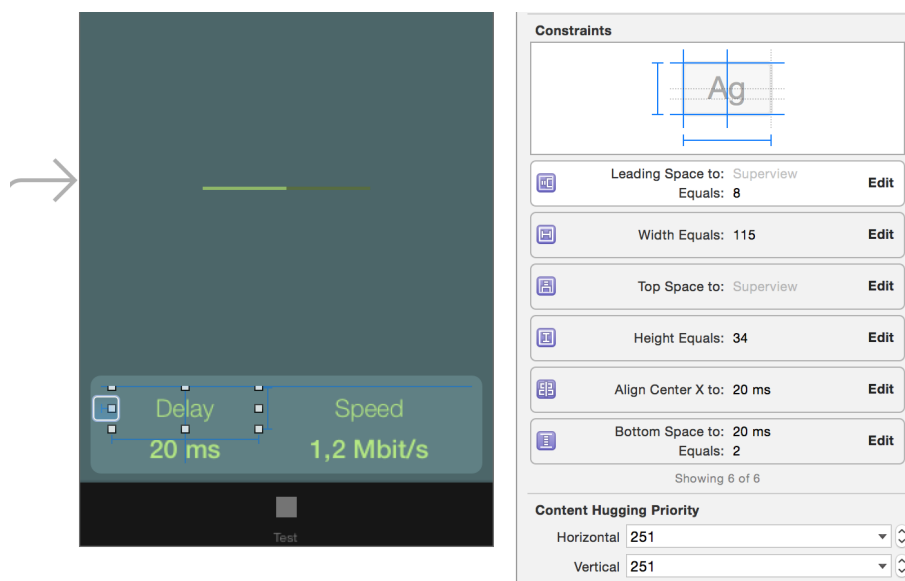 Delay Speed
20 ms 1,2 Mbit/s
Test
Constraints
Ag
Leading Space to: Superview Edit
Equals: 8
Width Equals: 115 Edit
Top Space to: Superview Edit
Height Equals: 34 Edit
Align Center X to: 20 ms Edit
Bottom Space to: 20 ms Edit
Equals: 2
Showing 6 of 6
Content Hugging Priority
Horizontal 251
Vertical 251